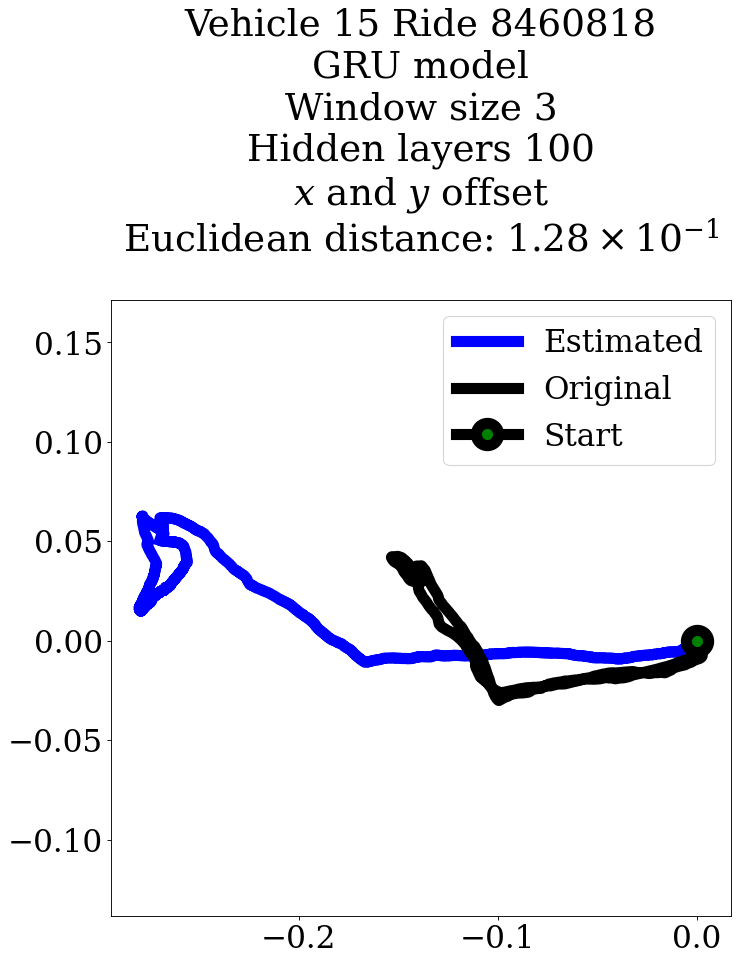 Vehicle 15 Ride 8460818
GRU model
Window size 3
Hidden layers 100
x and y offset
Euclidean distance: 1.28 × 10⁻¹
Estimated
Original
Start
0.15
0.10
0.05
0.00
−0.05
−0.10
−0.2
−0.1
0.0